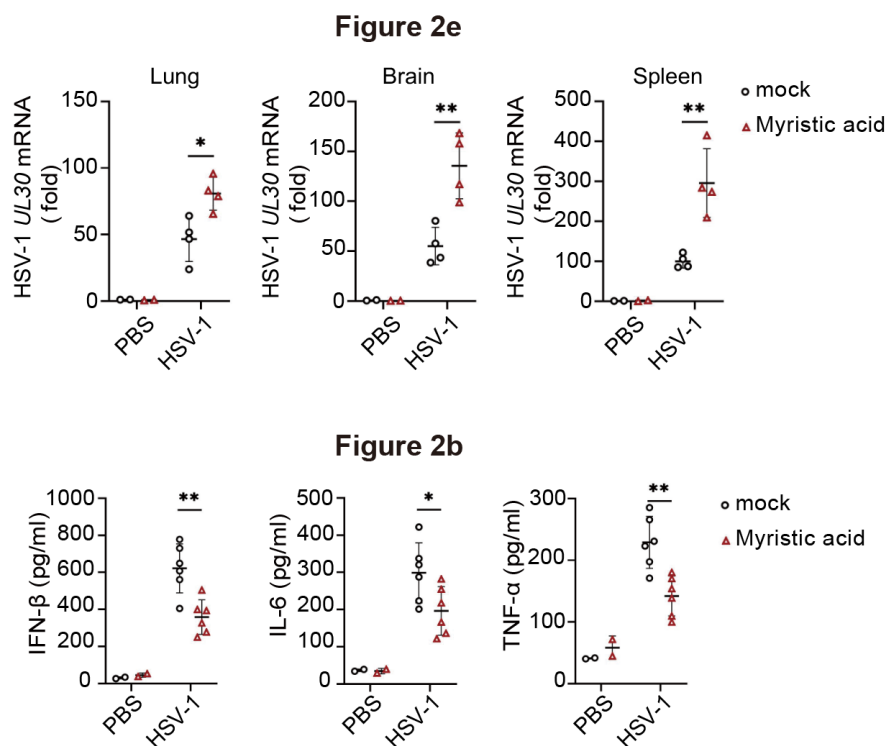 Figure 2e
Lung
HSV-1 UL30 mRNA
( fold)
150
100
50
0
*
PBS
HSV-1
Brain
HSV-1 UL30 mRNA
( fold)
200
150
100
50
0
**
PBS
HSV-1
Spleen
HSV-1 UL30 mRNA
( fold)
500
400
300
200
100
0
**
PBS
HSV-1
mock
Myristic acid
Figure 2b
IFN-β (pg/ml)
1000
800
600
400
200
0
**
PBS
HSV-1
IL-6 (pg/ml)
500
400
300
200
100
0
*
PBS
HSV-1
TNF-α (pg/ml)
300
200
100
0
**
PBS
HSV-1
mock
Myristic acid